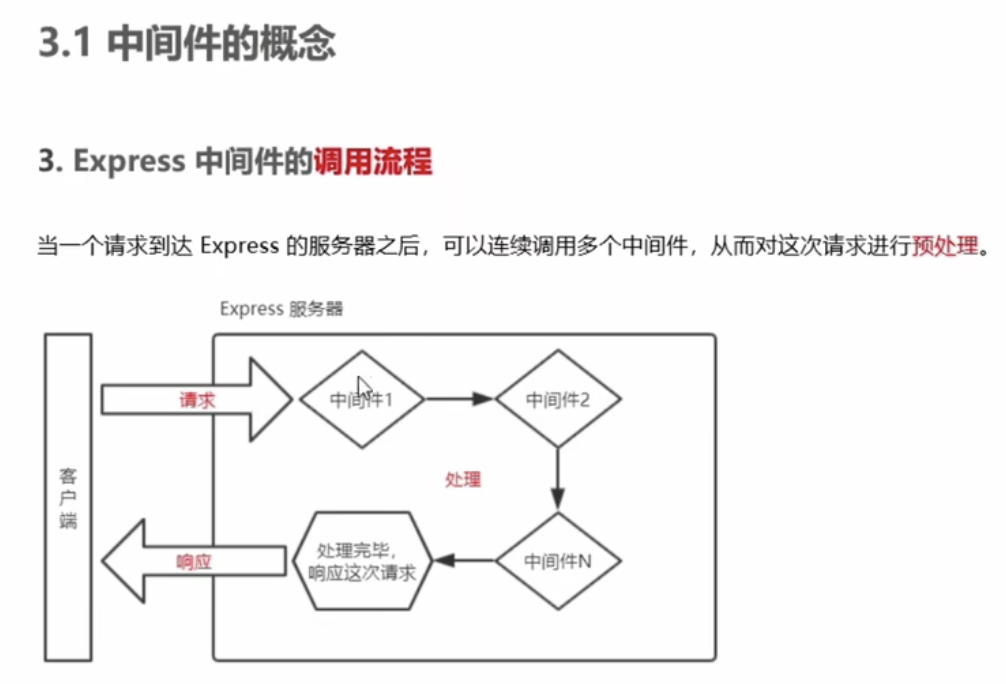 3.1 中间件的概念
3. Express 中间件的调用流程
当一个请求到达 Express 的服务器之后，可以连续调用多个中间件，从而对这次请求进行预处理。
Express 服务器
请求
中间件1
中间件2
客户端
处理
响应
处理完毕，
响应这次请求
中间件N